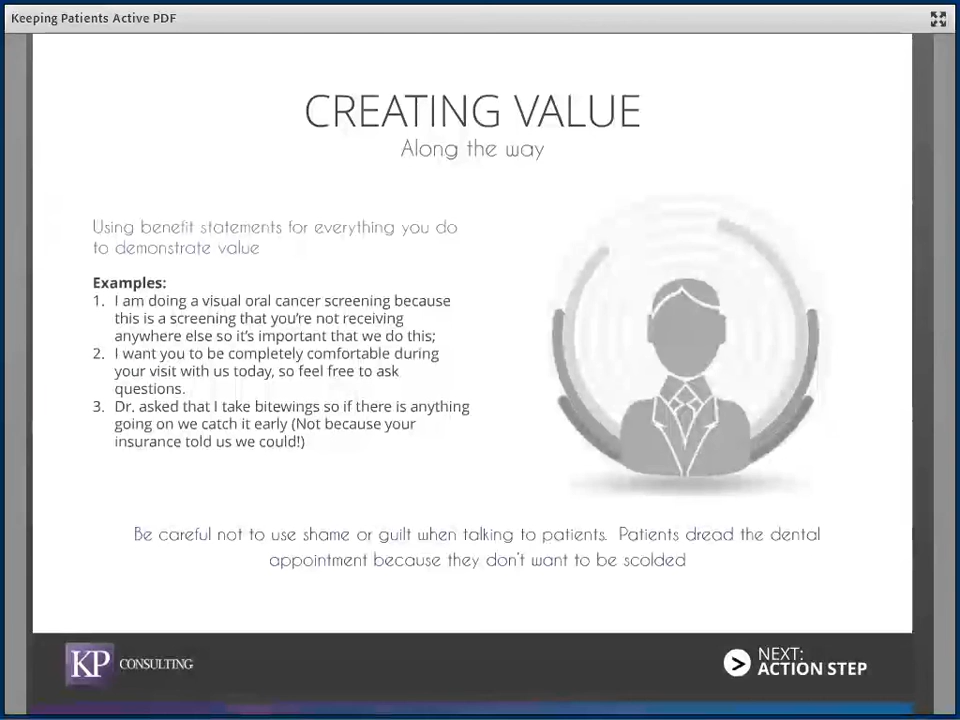 Keeping Patients Active PDF
CREATING VALUE
Along the way
Using benefit statements for everything you do
to demonstrate value
Examples:
1. I am doing a visual oral cancer screening because
this is a screening that you're not receiving
anywhere else so it's important that we do this;
2. I want you to be completely comfortable during
your visit with us today, so feel free to ask
questions.
3. Dr. asked that I take bitewings so if there is anything
going on we catch it early (Not because your
insurance told us we could!)
Be careful not to use shame or guilt when talking to patients. Patients dread the dental
appointment because they don't want to be scolded
KP CONSULTING
NEXT:
ACTION STEP